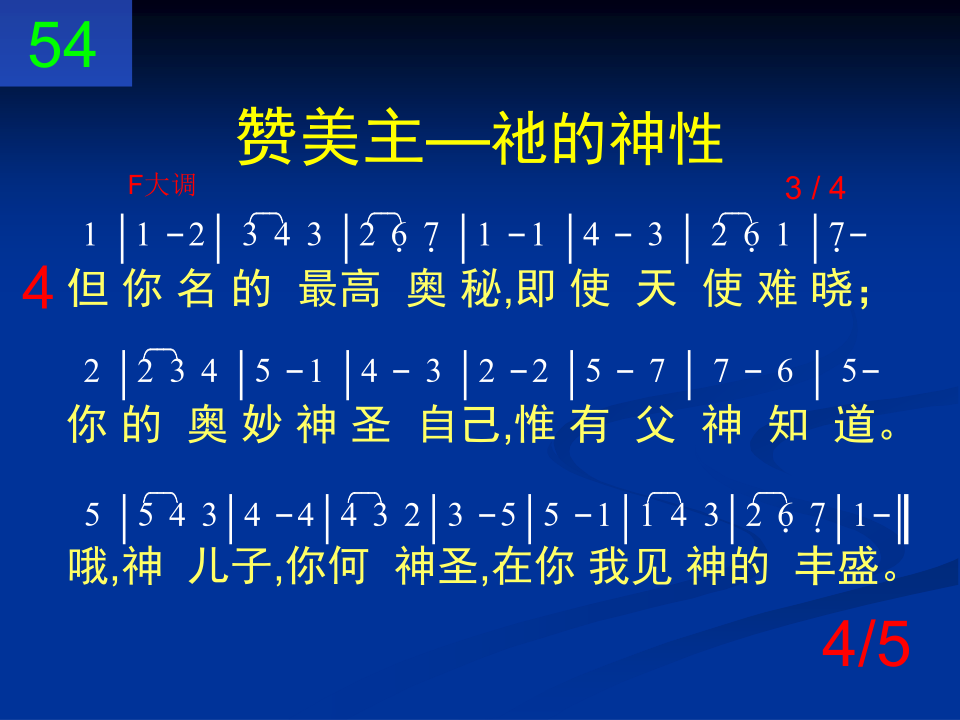 54
赞美主—祂的神性
F大调 3 / 4
1 | 1 - 2 | 3 4 3 | 2 6̣ 7̣ | 1 - 1 | 4 - 3 | 2 6̣ 1 | 7̣ -
4 但 你 名 的 最高 奥 秘,即 使 天 使 难 晓;
2 | 2 3 4 | 5 - 1 | 4 - 3 | 2 - 2 | 5 - 7 | 7 - 6 | 5 -
你 的 奥 妙 神 圣 自己,惟 有 父 神 知 道。
5 | 5 4 3 | 4 - 4 | 4 3 2 | 3 - 5 | 5 - 1 | 1 4 3 | 2 6̣ 7̣ | 1 - ‖
哦,神 儿子,你何 神圣,在你 我见 神的 丰盛。
4/5